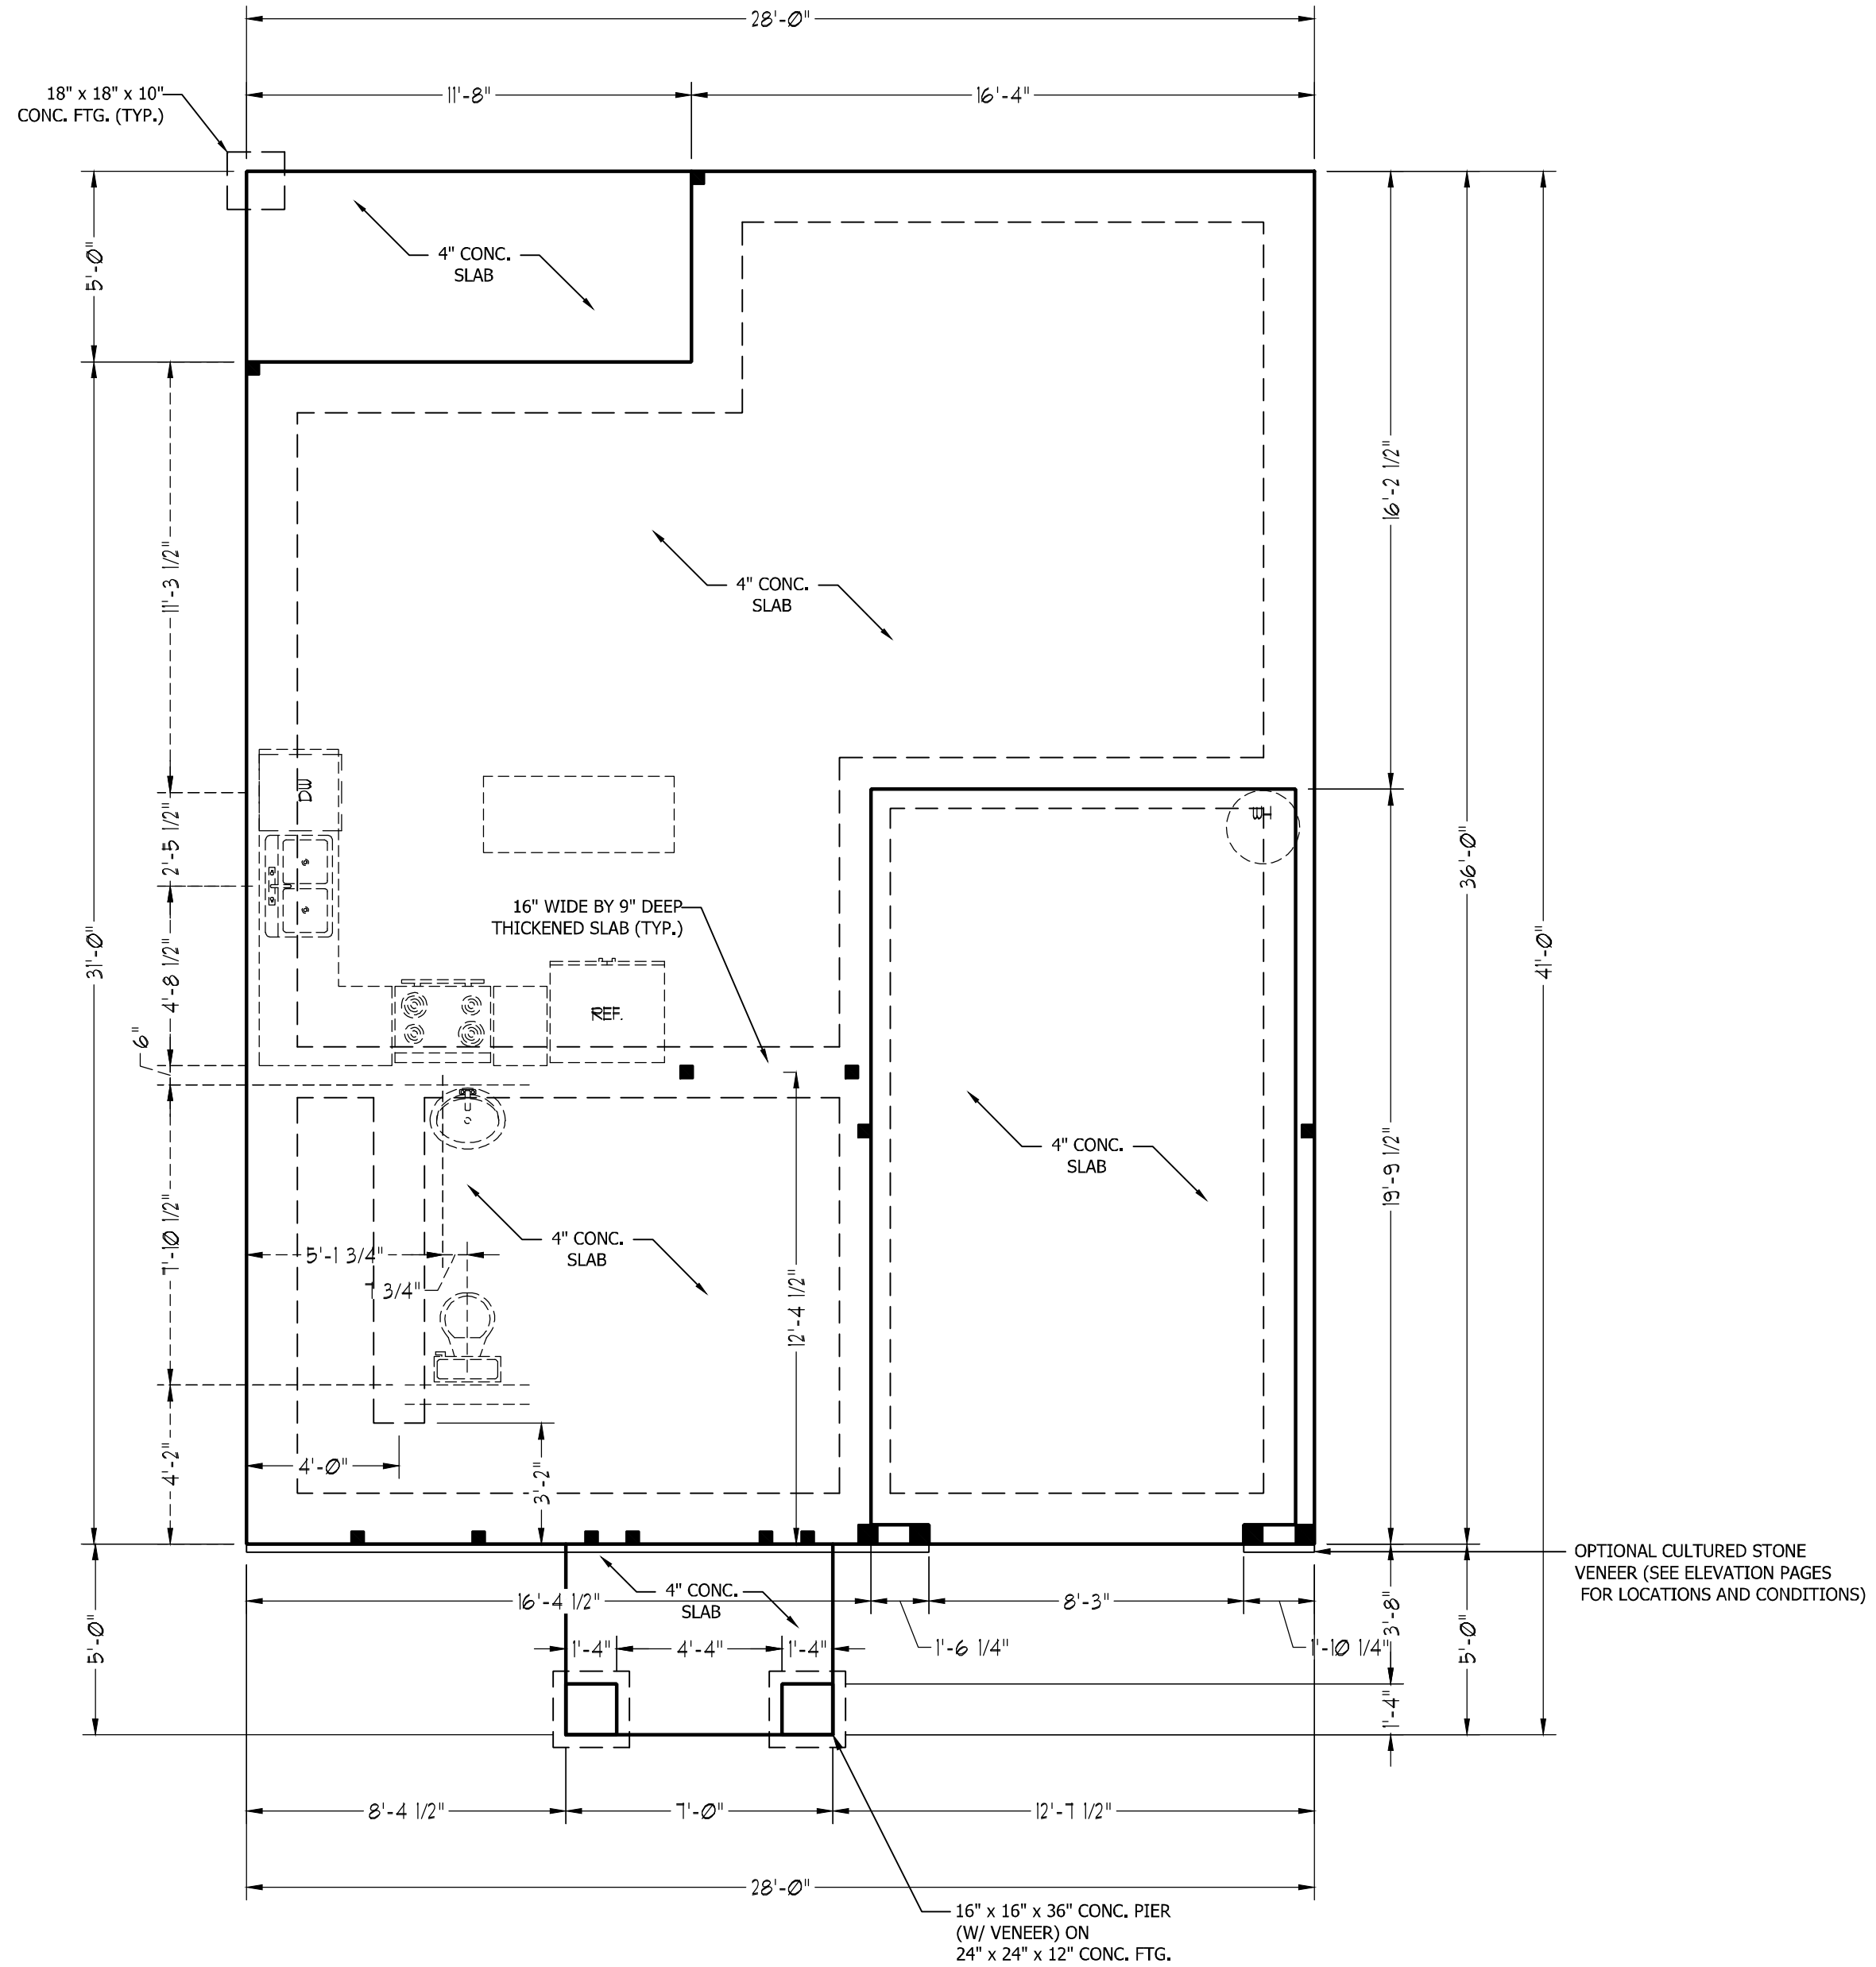 28'-0"
11'-8"
16'-4"
18" x 18" x 10"
CONC. FTG. (TYP.)
5'-0"
4" CONC.
SLAB
11'-3 1/2"
16'-2 1/2"
4" CONC.
SLAB
DW
2'-5 1/2"
36'-0"
16" WIDE BY 9" DEEP
THICKENED SLAB (TYP.)
31'-0"
4'-8 1/2"
41'-0"
REF.
6"
4" CONC.
SLAB
19'-9 1/2"
7'-10 1/2"
4" CONC.
SLAB
5'-1 3/4"
7 3/4"
12'-4 1/2"
4'-2"
4'-0"
3'-2"
OPTIONAL CULTURED STONE
VENEER (SEE ELEVATION PAGES
FOR LOCATIONS AND CONDITIONS)
4" CONC.
SLAB
16'-4 1/2"
8'-3"
3'-8"
5'-0"
1'-4"
4'-4"
1'-4"
1'-6 1/4"
1'-10 1/4"
5'-0"
1'-4"
8'-4 1/2"
7'-0"
12'-7 1/2"
28'-0"
16" x 16" x 36" CONC. PIER
(W/ VENEER) ON
24" x 24" x 12" CONC. FTG.